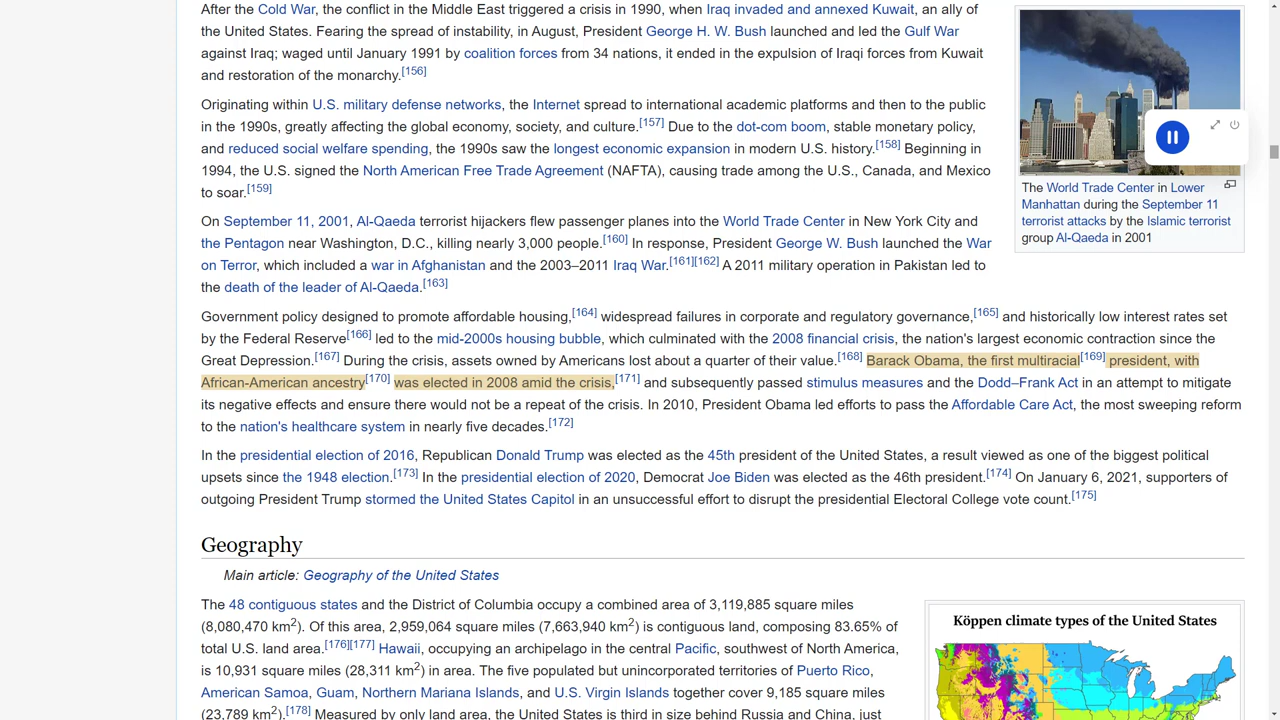 After the Cold War, the conflict in the Middle East triggered a crisis in 1990, when Iraq invaded and annexed Kuwait, an ally of
the United States. Fearing the spread of instability, in August, President George H. W. Bush launched and led the Gulf War
against Iraq; waged until January 1991 by coalition forces from 34 nations, it ended in the expulsion of Iraqi forces from Kuwait
and restoration of the monarchy.[156]
Originating within U.S. military defense networks, the Internet spread to international academic platforms and then to the public
in the 1990s, greatly affecting the global economy, society, and culture.[157] Due to the dot-com boom, stable monetary policy,
and reduced social welfare spending, the 1990s saw the longest economic expansion in modern U.S. history.[158] Beginning in
1994, the U.S. signed the North American Free Trade Agreement (NAFTA), causing trade among the U.S., Canada, and Mexico
to soar.[159]
The World Trade Center in Lower
Manhattan during the September 11
terrorist attacks by the Islamic terrorist
group Al-Qaeda in 2001
On September 11, 2001, Al-Qaeda terrorist hijackers flew passenger planes into the World Trade Center in New York City and
the Pentagon near Washington, D.C., killing nearly 3,000 people.[160] In response, President George W. Bush launched the War
on Terror, which included a war in Afghanistan and the 2003–2011 Iraq War.[161][162] A 2011 military operation in Pakistan led to
the death of the leader of Al-Qaeda.[163]
Government policy designed to promote affordable housing,[164] widespread failures in corporate and regulatory governance,[165] and historically low interest rates set
by the Federal Reserve[166] led to the mid-2000s housing bubble, which culminated with the 2008 financial crisis, the nation's largest economic contraction since the
Great Depression.[167] During the crisis, assets owned by Americans lost about a quarter of their value.[168] Barack Obama, the first multiracial[169] president, with
African-American ancestry[170] was elected in 2008 amid the crisis,[171] and subsequently passed stimulus measures and the Dodd–Frank Act in an attempt to mitigate
its negative effects and ensure there would not be a repeat of the crisis. In 2010, President Obama led efforts to pass the Affordable Care Act, the most sweeping reform
to the nation's healthcare system in nearly five decades.[172]
In the presidential election of 2016, Republican Donald Trump was elected as the 45th president of the United States, a result viewed as one of the biggest political
upsets since the 1948 election.[173] In the presidential election of 2020, Democrat Joe Biden was elected as the 46th president.[174] On January 6, 2021, supporters of
outgoing President Trump stormed the United States Capitol in an unsuccessful effort to disrupt the presidential Electoral College vote count.[175]
Geography
Main article: Geography of the United States
The 48 contiguous states and the District of Columbia occupy a combined area of 3,119,885 square miles
(8,080,470 km2). Of this area, 2,959,064 square miles (7,663,940 km2) is contiguous land, composing 83.65% of
total U.S. land area.[176][177] Hawaii, occupying an archipelago in the central Pacific, southwest of North America,
is 10,931 square miles (28,311 km2) in area. The five populated but unincorporated territories of Puerto Rico,
American Samoa, Guam, Northern Mariana Islands, and U.S. Virgin Islands together cover 9,185 square miles
(23,789 km2).[178] Measured by only land area, the United States is third in size behind Russia and China, just
Köppen climate types of the United States